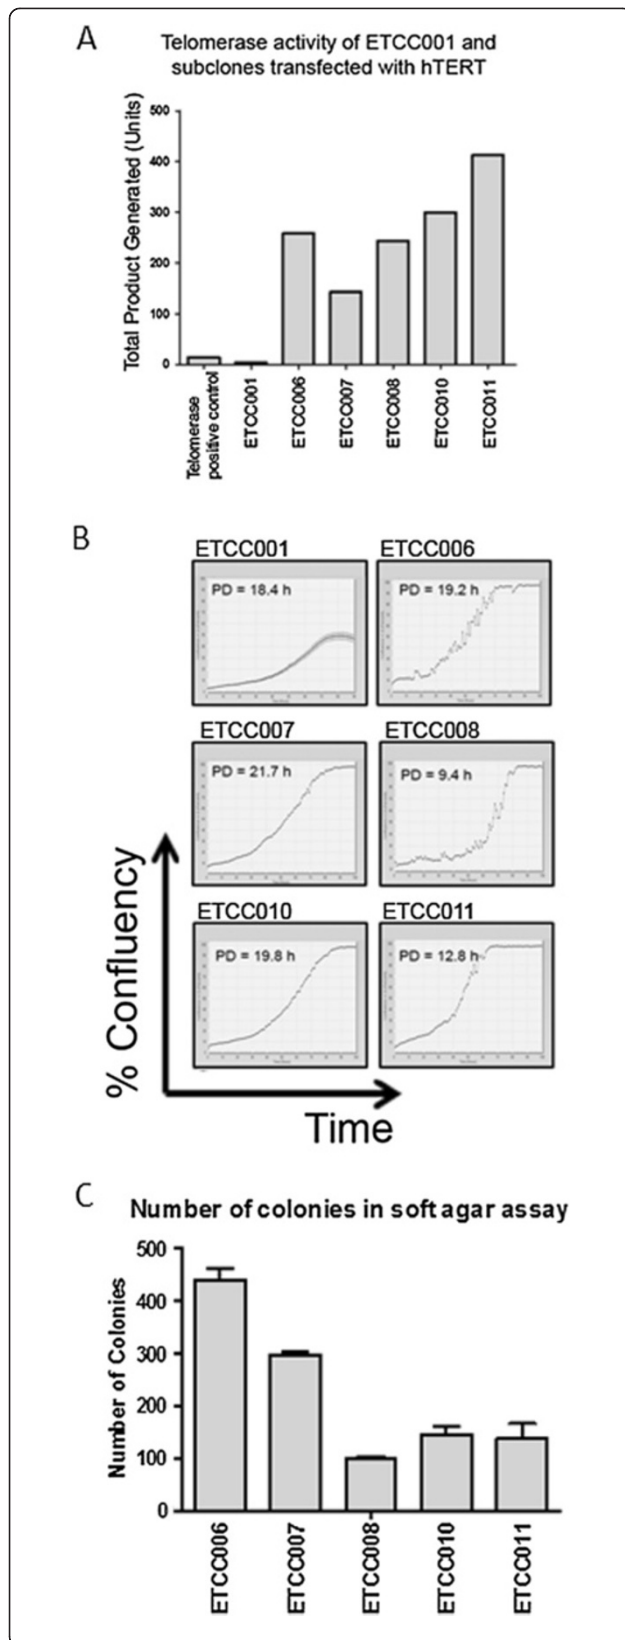 A
Telomerase activity of ETCC001 and
subclones transfected with hTERT
Total Product Generated (Units)
500
400
300
200
100
0
Telomerase
positive control
ETCC001
ETCC006
ETCC007
ETCC008
ETCC010
ETCC011
B
ETCC001
PD = 18.4 h
ETCC006
PD = 19.2 h
ETCC007
PD = 21.7 h
ETCC008
PD = 9.4 h
ETCC010
PD = 19.8 h
ETCC011
PD = 12.8 h
% Confluency
Time
C
Number of colonies in soft agar assay
Number of Colonies
500
400
300
200
100
0
ETCC006
ETCC007
ETCC008
ETCC010
ETCC011